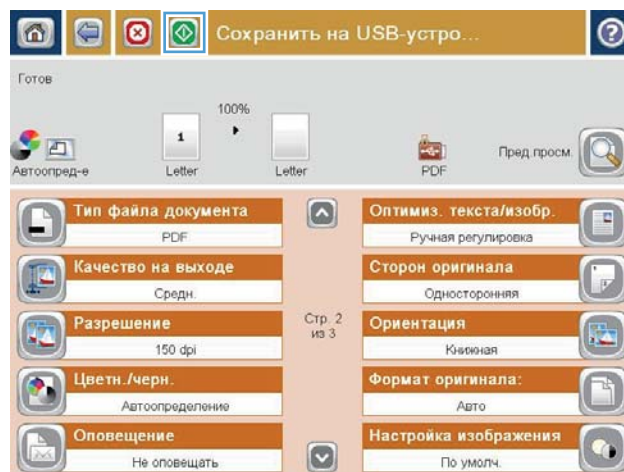 Сохранить на USB-устро...
Готов
100%
1
Автоопред-е
Letter
Letter
PDF
Пред.просм.
Тип файла документа
PDF
Оптимиз. текста/изобр.
Ручная регулировка
Качество на выходе
Средн.
Сторон оригинала
Односторонняя
Разрешение
150 dpi
Стр. 2
из 3
Ориентация
Книжная
Цветн./черн.
Автоопределение
Формат оригинала:
Авто
Оповещение
Не оповещать
Настройка изображения
По умолч.